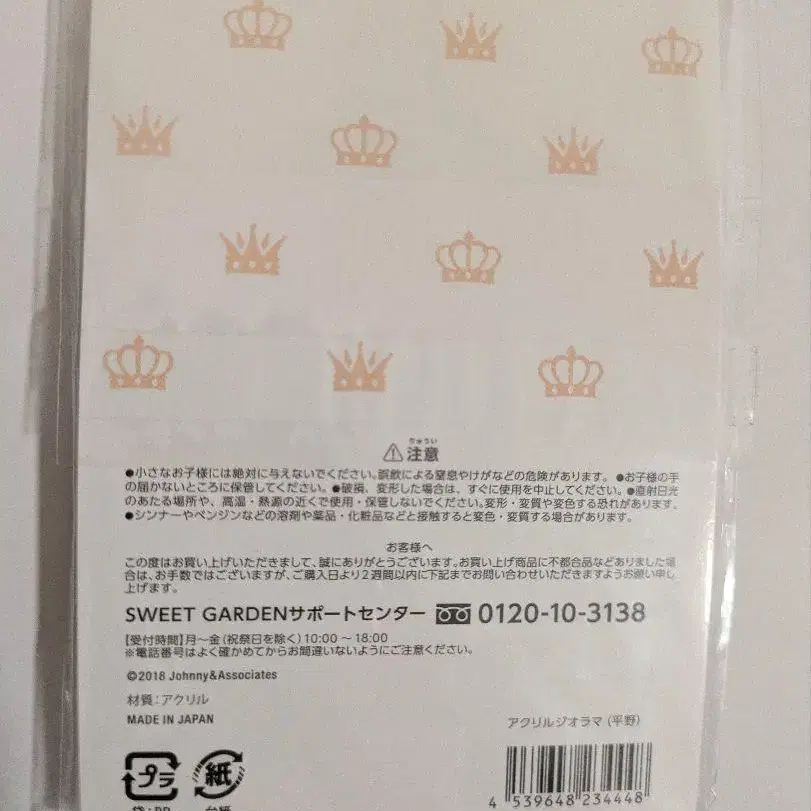 ちゅうい
注意
●小さなお子様には絶対に与えないでください。誤飲による窒息やけがなどの危険があります。 ●お子様の手
の届かないところに保管してください。●破損、変形した場合は、すぐに使用を中止してください。●直射日光
のあたる場所や、高温・熱源の近くで使用・保管しないでください。変形・変質や変色する恐れがあります。
●シンナーやベンジンなどの溶剤や薬品・化粧品などと接触すると変色・変質する場合があります。
お客様へ
この度はお買い上げいただきまして、誠にありがとうございます。お買い上げ商品に不都合品などありました場
合は、お手数ではございますが、ご購入日より2週間以内に下記までお問い合わせいただきますようお願い申し
上げます。
SWEET GARDENサポートセンター 0120-10-3138
【受付時間】月〜金(祝祭日を除く)10:00〜18:00
※電話番号はよく確かめてからお間違いないようにご注意ください。
©2018 Johnny&Associates
材質:アクリル
MADE IN JAPAN
アクリルジオラマ(平野)
プラ
紙
4 539648 234448
袋:PP
台紙